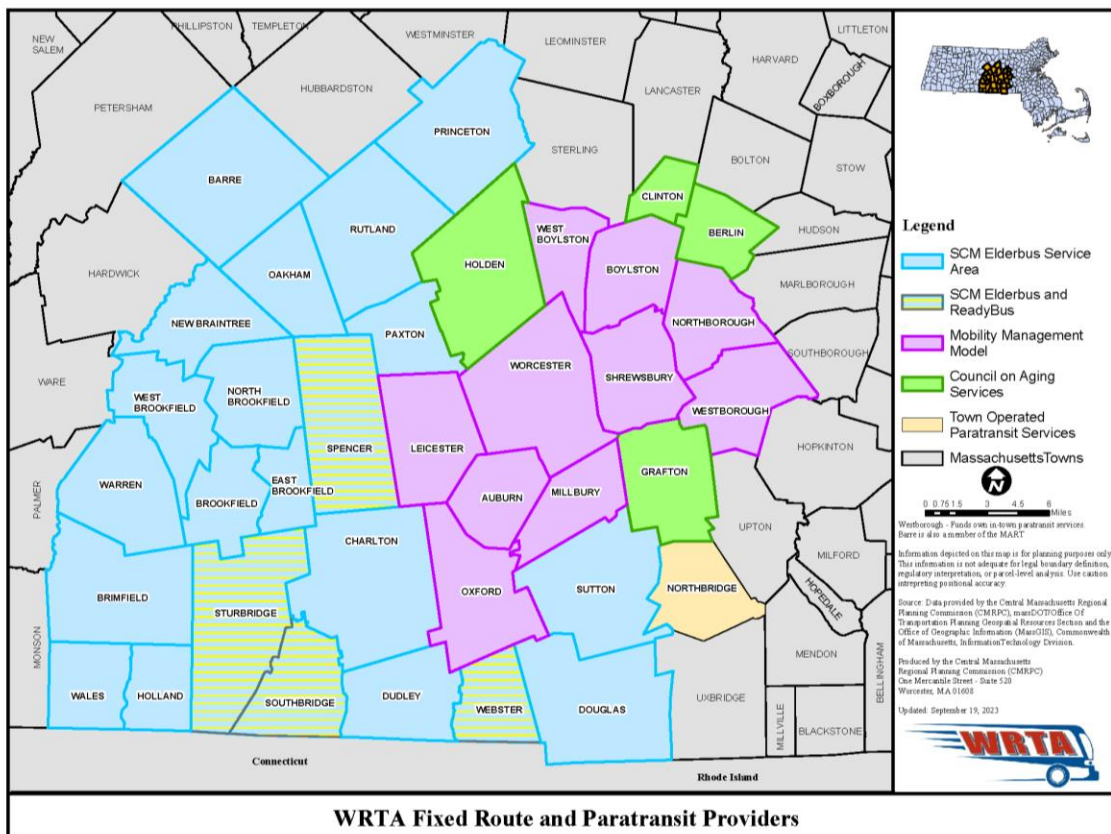 NEW
SALEM
PHILLIPSTON
TEMPLETON
WESTMINSTER
LEOMINSTER
HARVARD
LITTLETON
BOXBOROUGH
PETERSHAM
HUBBARDSTON
LANCASTER
PRINCETON
STERLING
BOLTON
STOW
BARRE
CLINTON
RUTLAND
WEST
BOYLSTON
BERLIN
HUDSON
HARDWICK
OAKHAM
HOLDEN
BOYLSTON
MARLBOROUGH
NEW BRAINTREE
PAXTON
NORTHBOROUGH
SOUTHBOROUGH
WARE
WORCESTER
SHREWSBURY
WEST
BROOKFIELD
NORTH
BROOKFIELD
WESTBOROUGH
SPENCER
LEICESTER
HOPKINTON
PALMER
WARREN
EAST
BROOKFIELD
BROOKFIELD
GRAFTON
AUBURN
MILLBURY
UPTON
CHARLTON
MILFORD
BRIMFIELD
STURBRIDGE
OXFORD
SUTTON
NORTHBRIDGE
HOPEDALE
MONSON
MENDON
WALES
HOLLAND
SOUTHBRIDGE
DUDLEY
WEBSTER
DOUGLAS
UXBRIDGE
MILLVILLE
BLACKSTONE
BELLINGHAM
Connecticut
Rhode Island
Legend
SCM Elderbus Service
Area
SCM Elderbus and
ReadyBus
Mobility Management
Model
Council on Aging
Services
Town Operated
Paratransit Services
MassachusettsTowns
N
0 0.75 1.5 3 4.5 6
Miles
Westborough - Funds own in-town paratransit services.
Barre is also a member of the MART
Information depicted on this map is for planning purposes only.
This information is not adequate for legal boundary definition,
regulatory interpretation, or parcel-level analysis. Use caution
intrepreting positional accuracy.
Source: Data provided by the Central Massachusetts Regional
Planning Commission (CMRPC), massDOT/Office Of
Transportation Planning Geospatial Resources Section and the
Office of Geographic Information (MassGIS), Commonwealth
of Massachusetts, InformationTechnology Division.
Produced by the Central Massachusetts
Regional Planning Commission (CMRPC)
One Mercantile Street - Suite 520
Worcester, MA 01608
Updated: September 19, 2023
WRTA
WRTA Fixed Route and Paratransit Providers